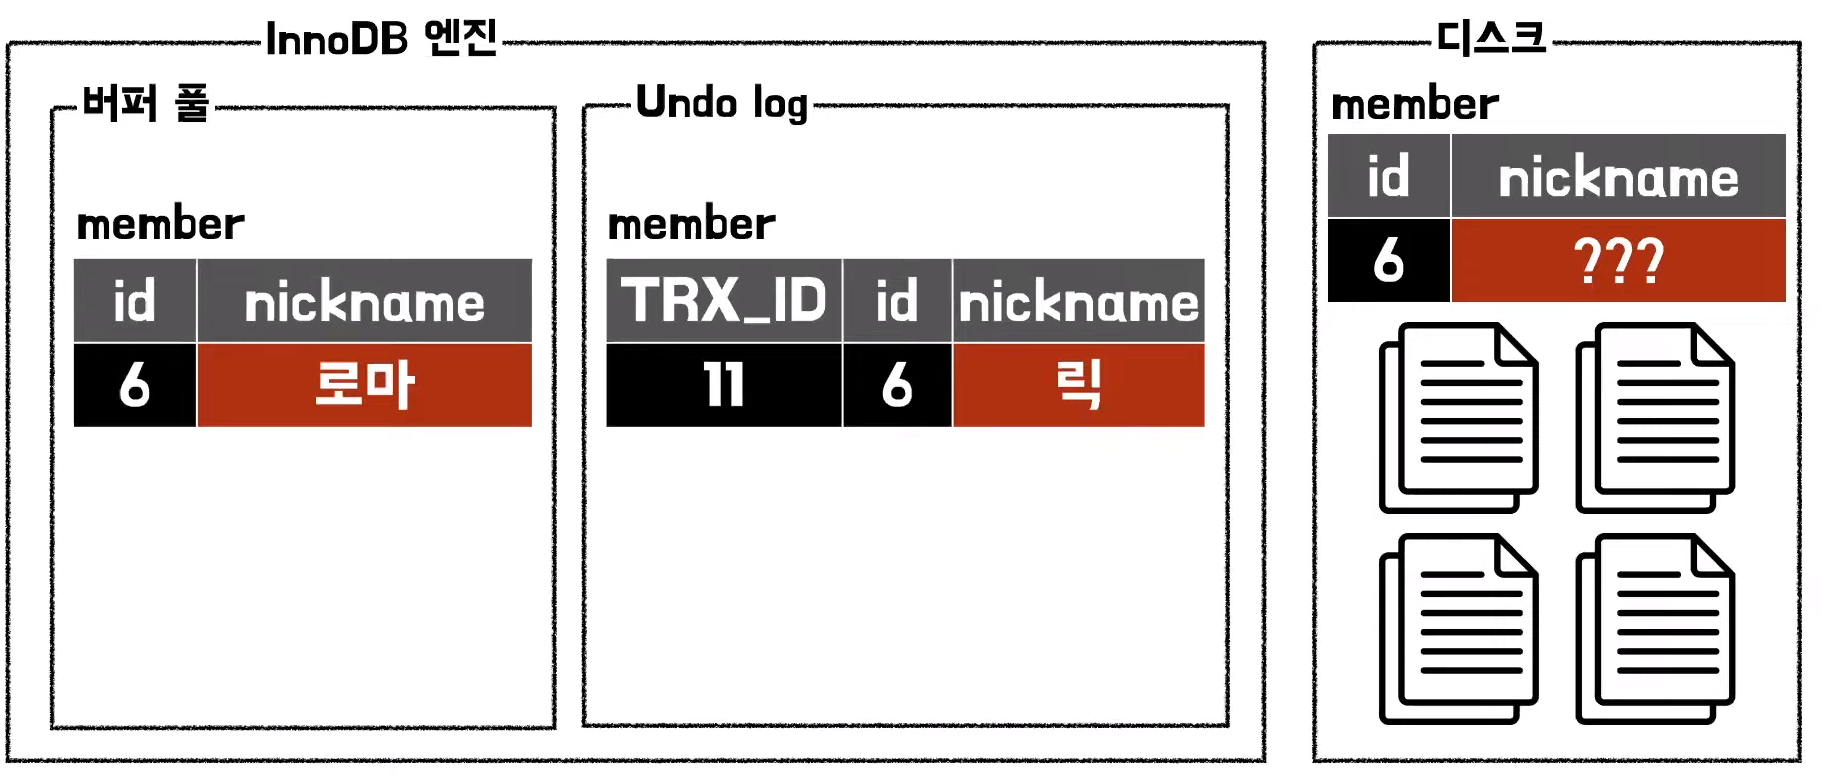 InnoDB 엔진
버퍼 풀
member
id nickname
6 로마
Undo log
member
TRX_ID id nickname
11 6 릭
디스크
member
id nickname
6 ???